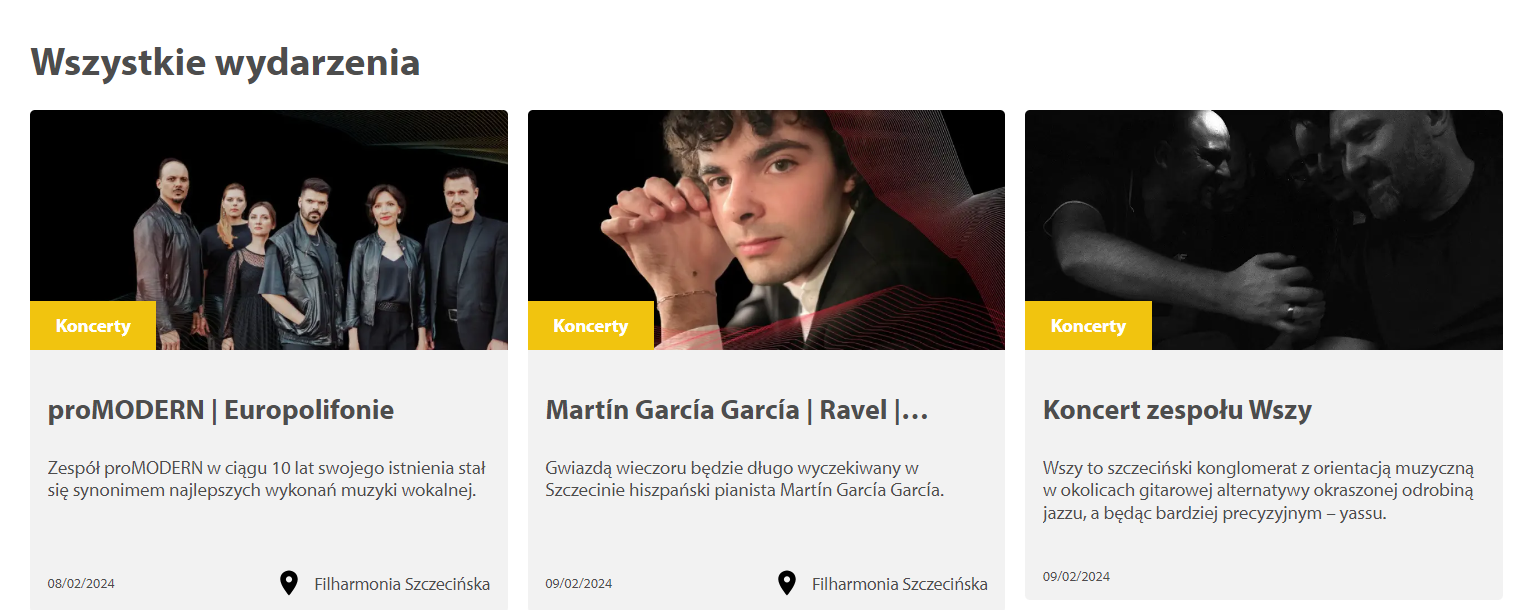 Wszystkie wydarzenia
Koncerty
proMODERN | Europolifonie
Zespół proMODERN w ciągu 10 lat swojego istnienia stał
się synonimem najlepszych wykonań muzyki wokalnej.
08/02/2024
Filharmonia Szczecińska
Koncerty
Martín García García | Ravel |…
Gwiazdą wieczoru będzie długo wyczekiwany w
Szczecinie hiszpański pianista Martín García García.
09/02/2024
Filharmonia Szczecińska
Koncerty
Koncert zespołu Wszy
Wszy to szczeciński konglomerat z orientacją muzyczną
w okolicach gitarowej alternatywy okraszonej odrobiną
jazzu, a będąc bardziej precyzyjnym – yassu.
09/02/2024